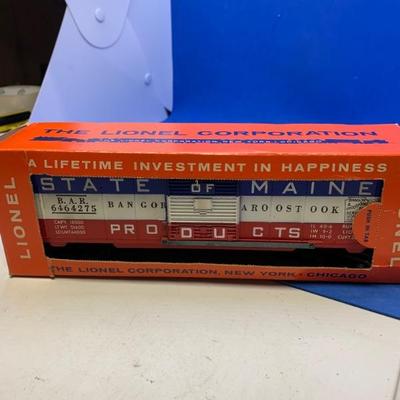 THE LIONEL CORPORATION
A LIFETIME INVESTMENT IN HAPPINESS
LIONEL
STATE OF MAINE
B.A.R.
6464275
BANGOR AROOSTOOK
PRODUCTS
THE LIONEL CORPORATION, NEW YORK - CHICAGO